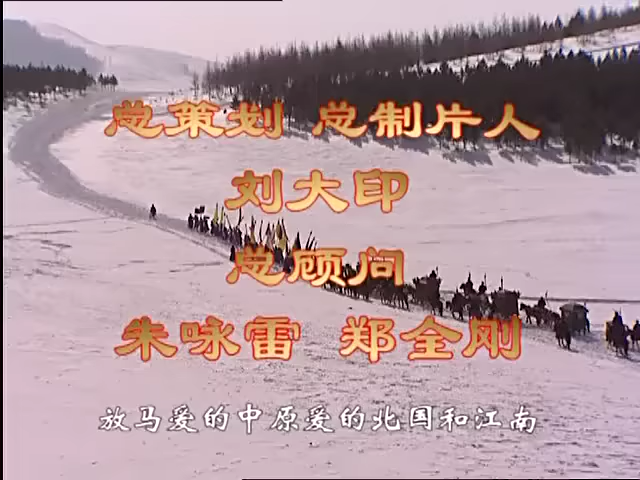 总策划 总制片人
刘大印
总顾问
朱咏雷 郑全刚
放马爱的中原爱的北国和江南